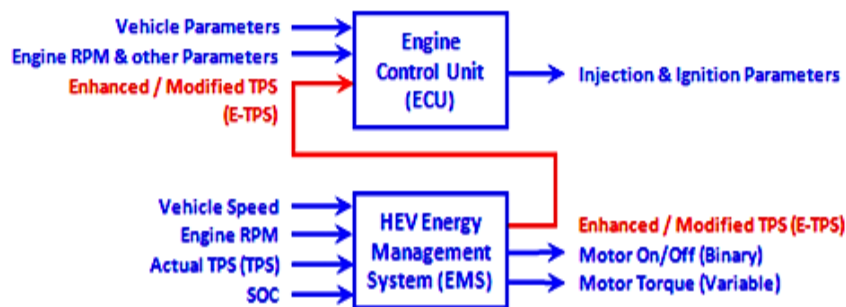 Vehicle Parameters
Engine RPM & other Parameters
Enhanced / Modified TPS
(E-TPS)
Engine
Control Unit
(ECU)
Injection & Ignition Parameters
Vehicle Speed
Engine RPM
Actual TPS (TPS)
SOC
HEV Energy
Management
System (EMS)
Enhanced / Modified TPS (E-TPS)
Motor On/Off (Binary)
Motor Torque (Variable)